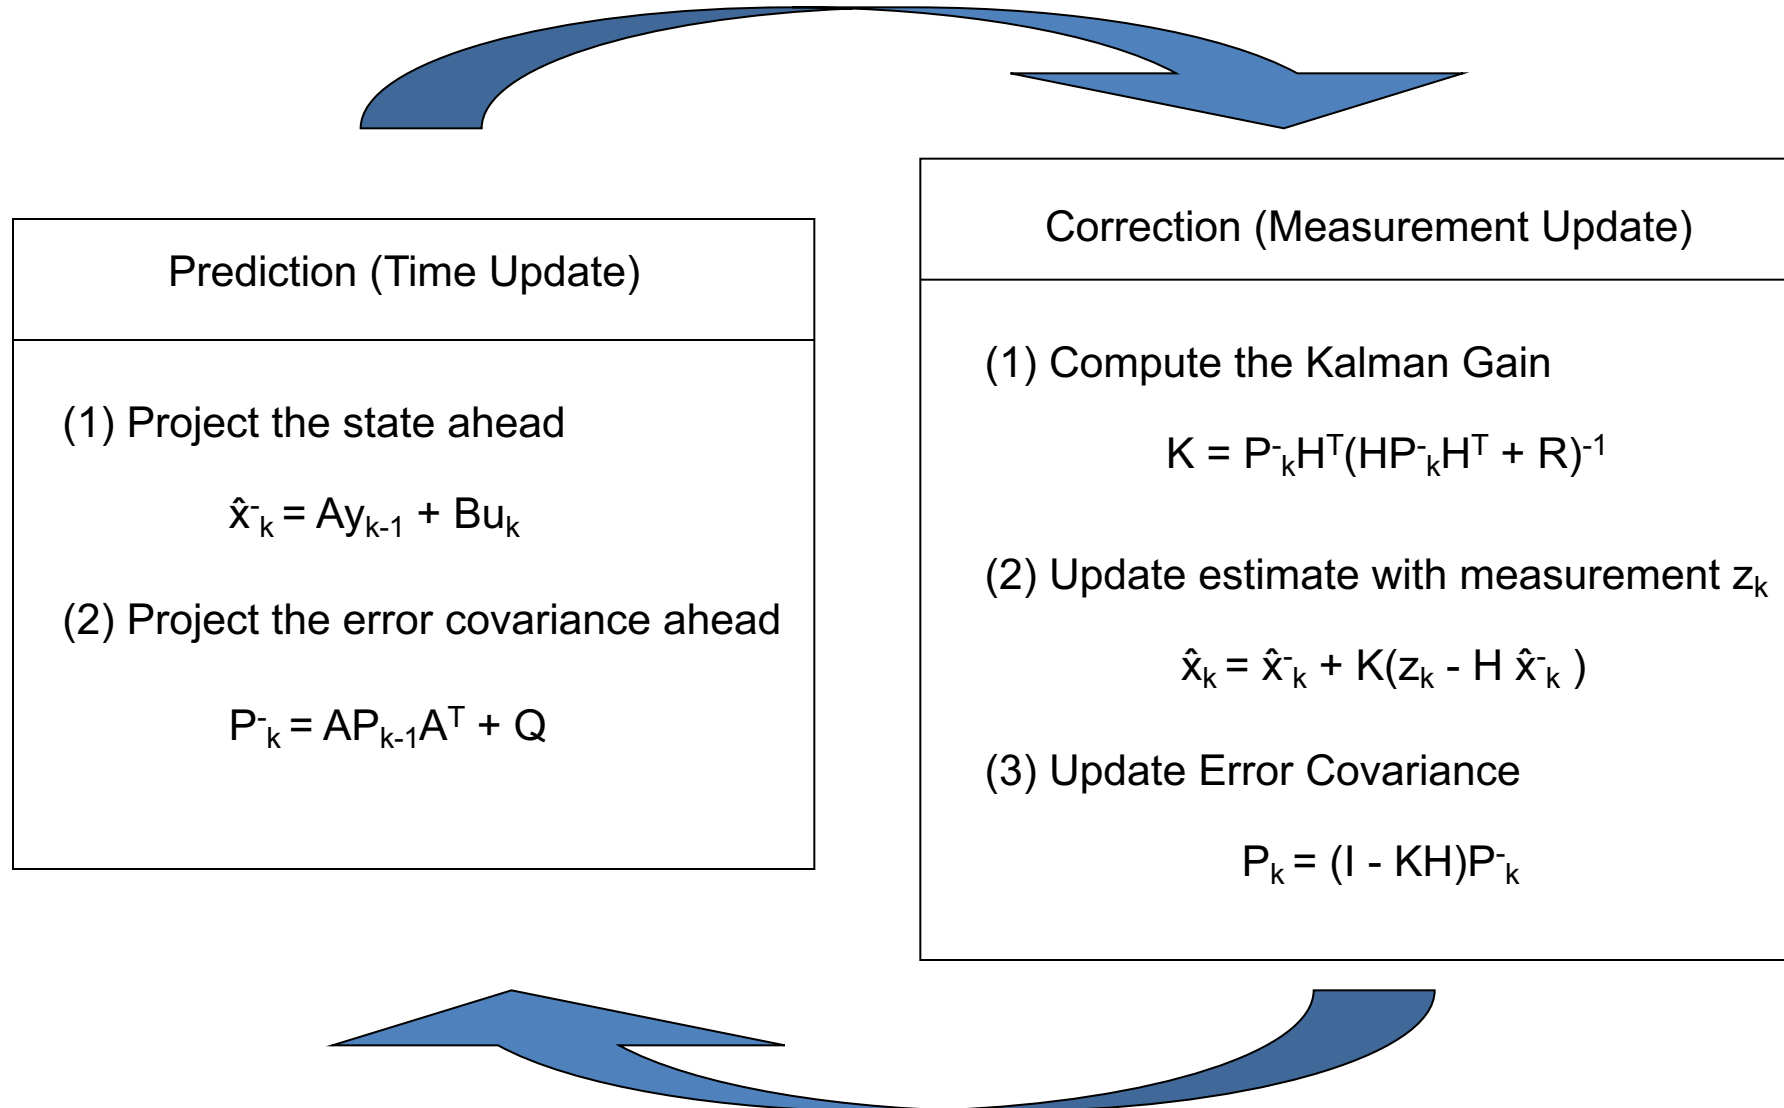 Prediction (Time Update)
(1) Project the state ahead
x̂⁻ₖ = Ayₖ₋₁ + Buₖ
(2) Project the error covariance ahead
P⁻ₖ = APₖ₋₁Aᵀ + Q
Correction (Measurement Update)
(1) Compute the Kalman Gain
K = P⁻ₖHᵀ(HP⁻ₖHᵀ + R)⁻¹
(2) Update estimate with measurement zₖ
x̂ₖ = x̂⁻ₖ + K(zₖ - H x̂⁻ₖ )
(3) Update Error Covariance
Pₖ = (I - KH)P⁻ₖ